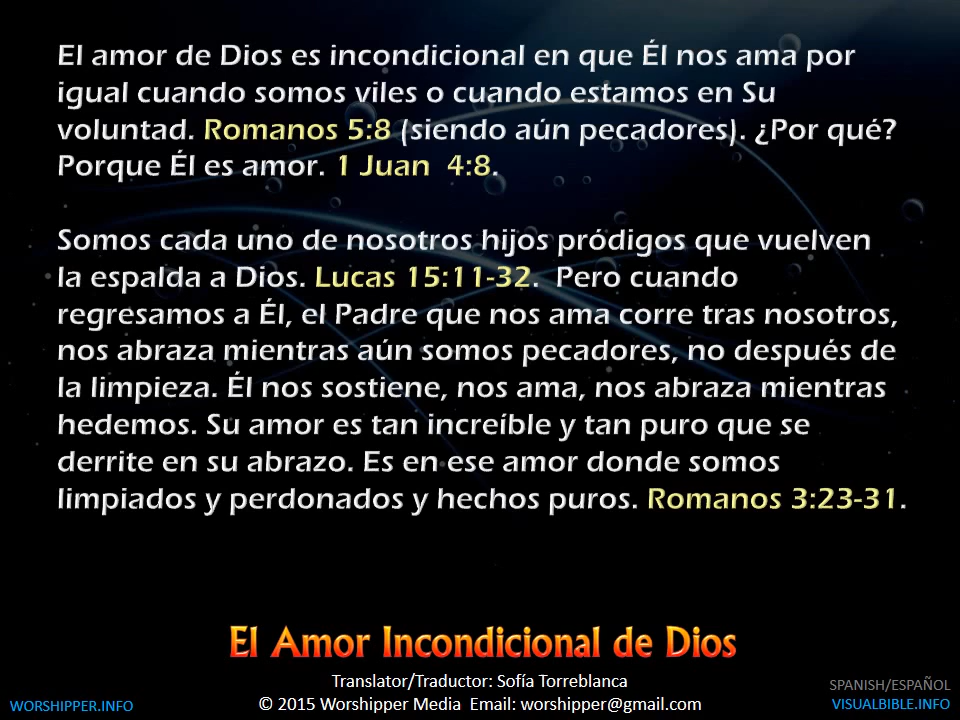 El amor de Dios es incondicional en que Él nos ama por
igual cuando somos viles o cuando estamos en Su
voluntad. Romanos 5:8 (siendo aún pecadores). ¿Por qué?
Porque Él es amor. 1 Juan  4:8.
Somos cada uno de nosotros hijos pródigos que vuelven
la espalda a Dios. Lucas 15:11-32.  Pero cuando
regresamos a Él, el Padre que nos ama corre tras nosotros,
nos abraza mientras aún somos pecadores, no después de
la limpieza. Él nos sostiene, nos ama, nos abraza mientras
hedemos. Su amor es tan increíble y tan puro que se
derrite en su abrazo. Es en ese amor donde somos
limpiados y perdonados y hechos puros. Romanos 3:23-31.
El Amor Incondicional de Dios
Translator/Traductor: Sofía Torreblanca
© 2015 Worshipper Media  Email: worshipper@gmail.com
WORSHIPPER.INFO
SPANISH/ESPAÑOL
VISUALBIBLE.INFO